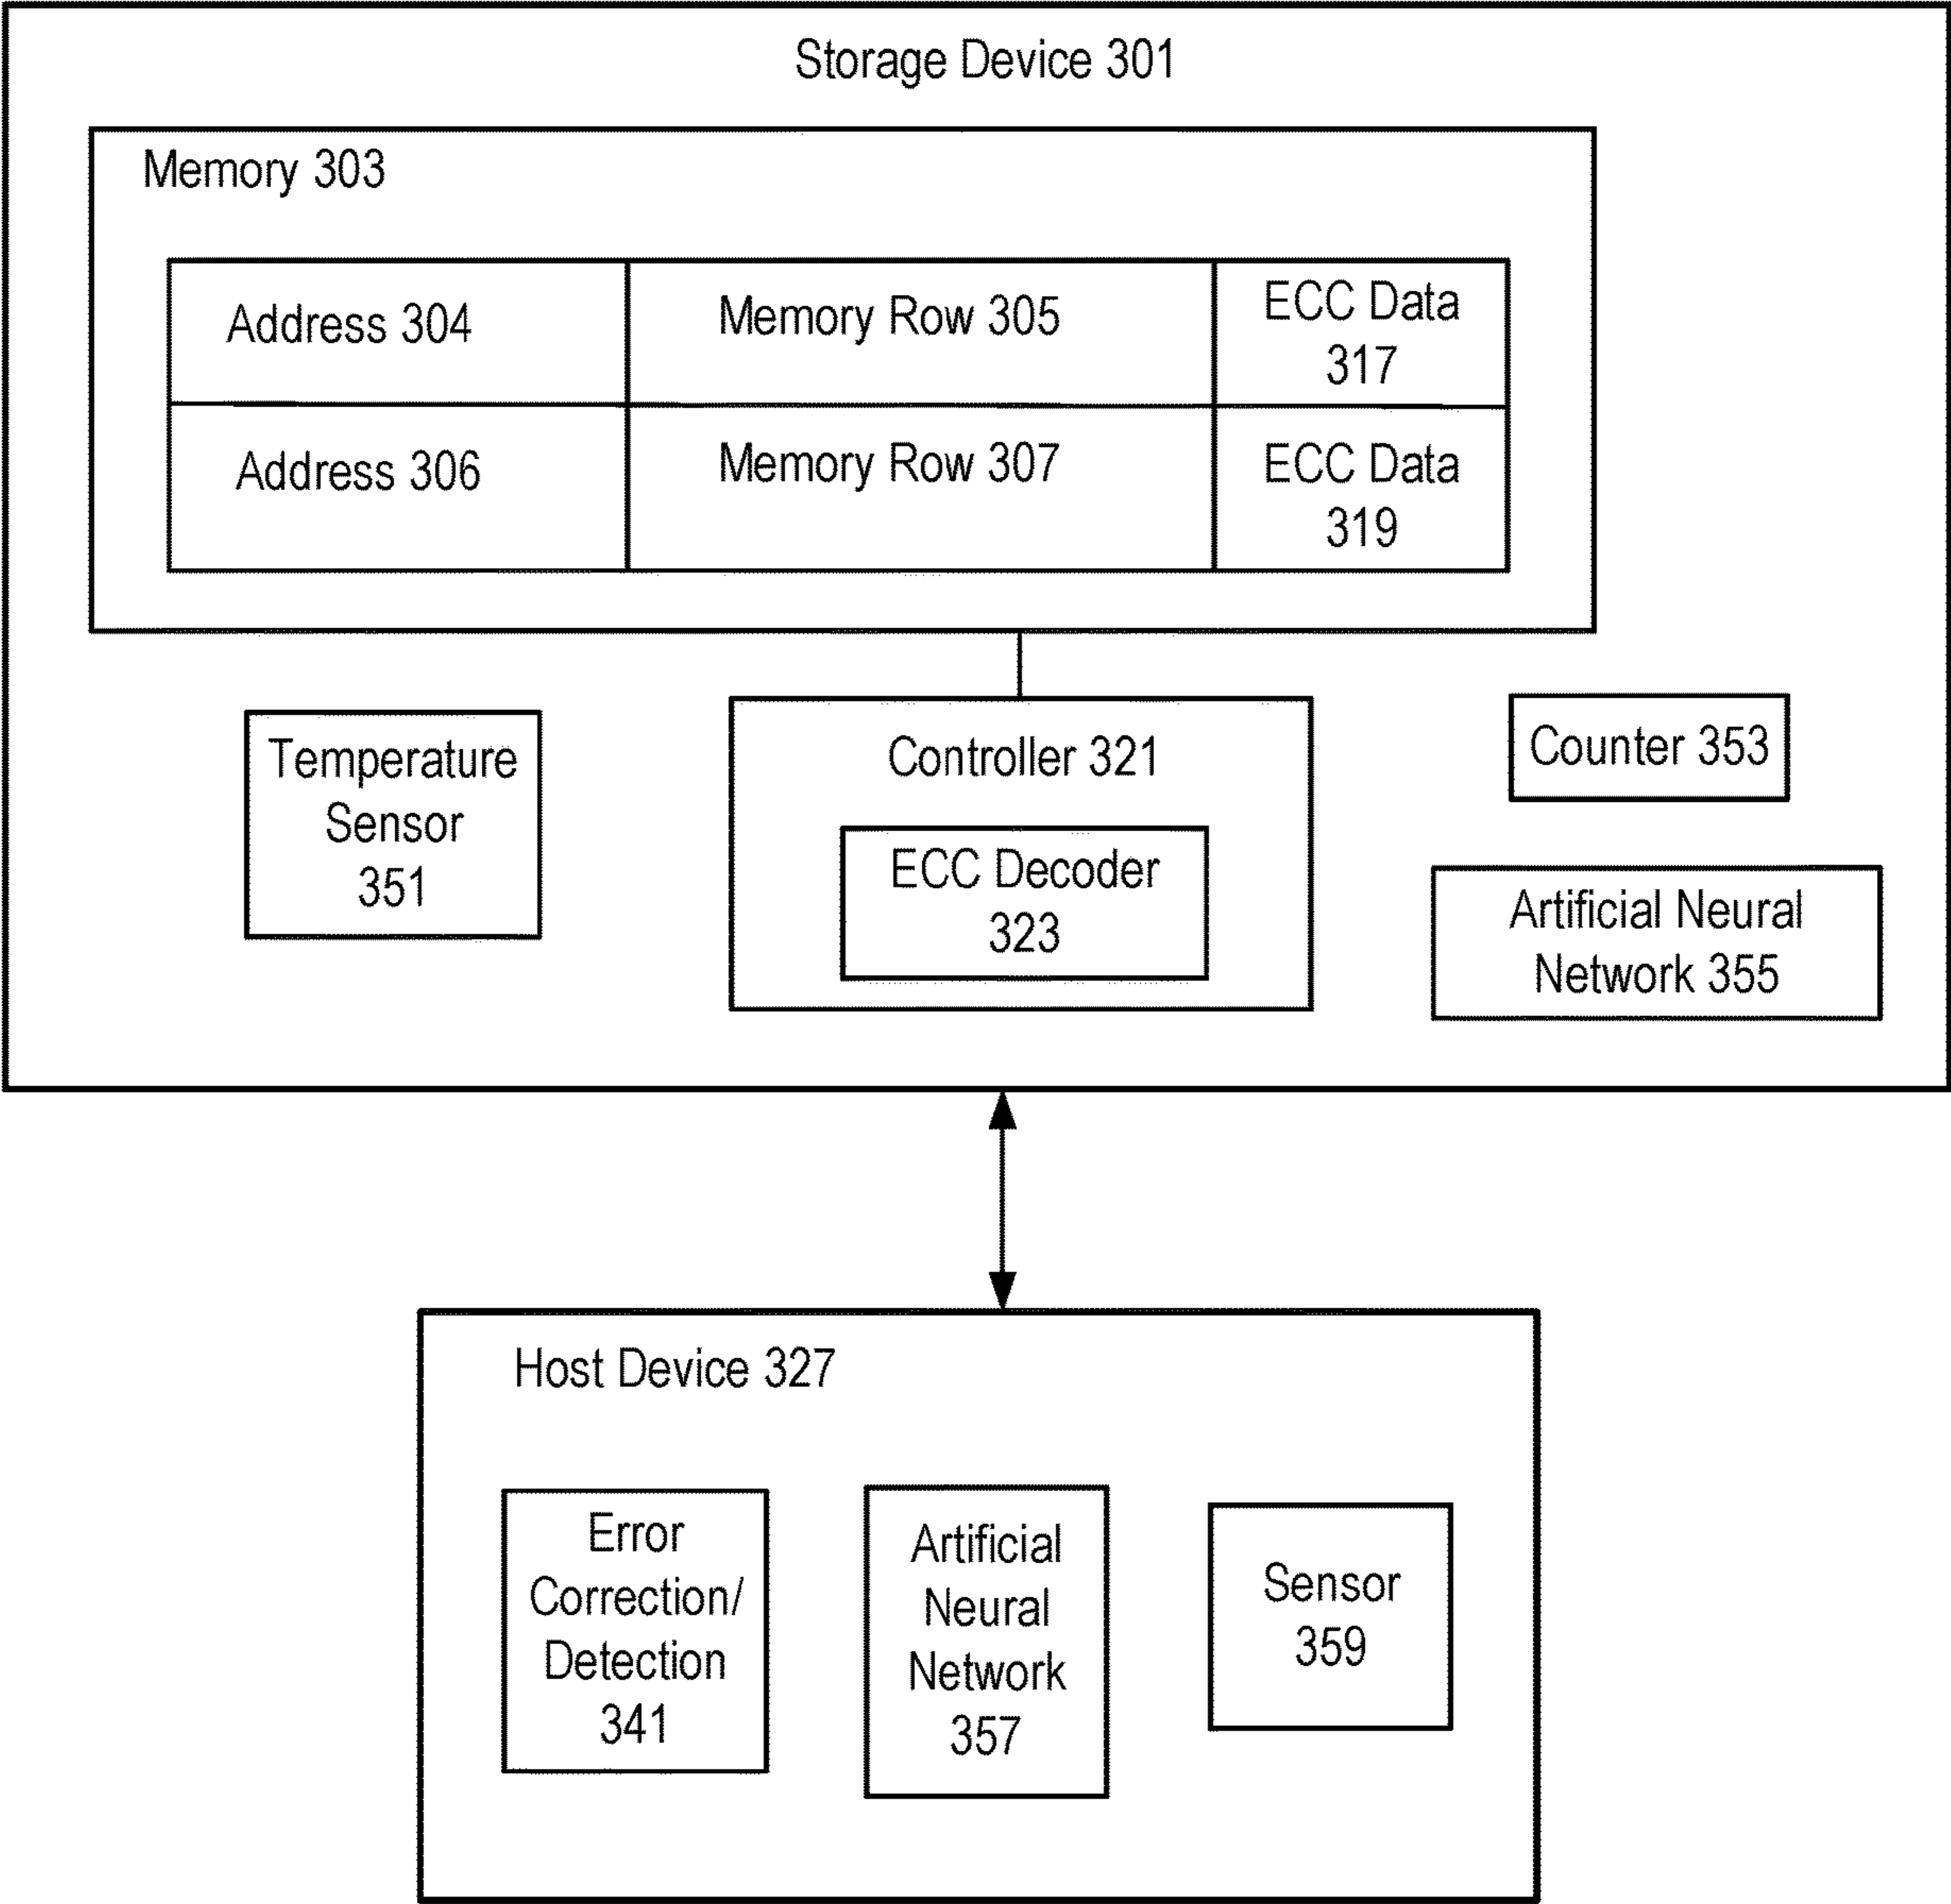 Storage Device 301
Memory 303
Address 304
Memory Row 305
ECC Data
317
Address 306
Memory Row 307
ECC Data
319
Temperature
Sensor
351
Controller 321
ECC Decoder
323
Counter 353
Artificial Neural
Network 355
Host Device 327
Error
Correction/
Detection
341
Artificial
Neural
Network
357
Sensor
359